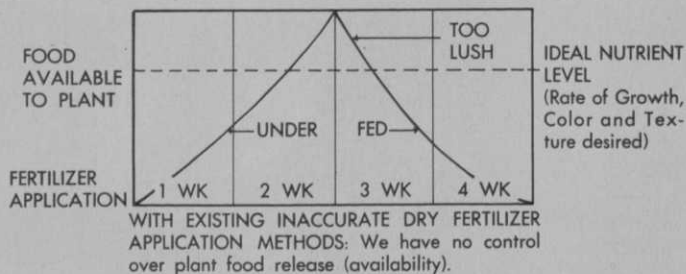 TOO
LUSH
FOOD
AVAILABLE
TO PLANT
IDEAL NUTRIENT
LEVEL
(Rate of Growth,
Color and Tex-
ture desired)
UNDER
FED
FERTILIZER
APPLICATION
1 WK
2 WK
3 WK
4 WK
WITH EXISTING INACCURATE DRY FERTILIZER
APPLICATION METHODS: We have no control
over plant food release (availability).